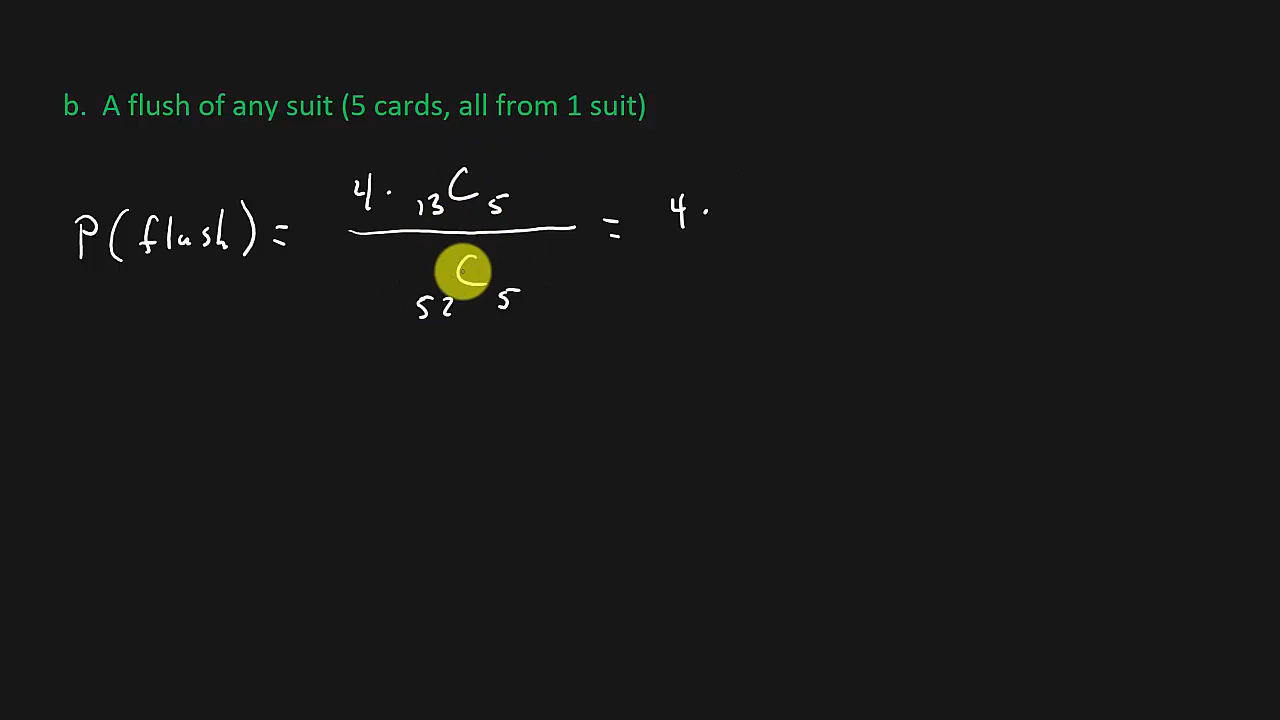 b. A flush of any suit (5 cards, all from 1 suit)
4 · 13C5
P(flush) = = 4 ·
52C5